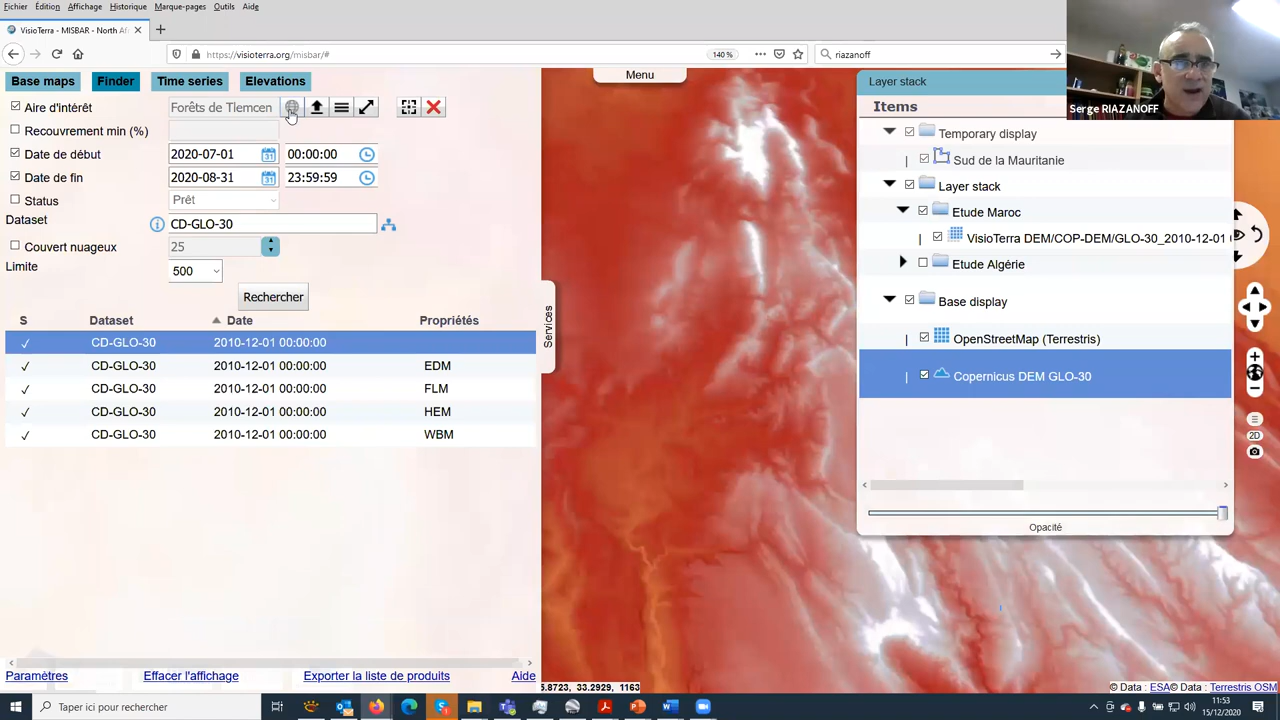 Fichier Édition Affichage Historique Marque-pages Outils Aide
VisioTerra - MISBAR - North Af
https://visioterra.org/misbar/# 140 % riazanoff
Base maps Finder Time series Elevations
Menu
Layer stack
Serge RIAZANOFF
Aire d'intérêt Forêts de Tlemcen
Recouvrement min (%)
Date de début 2020-07-01 00:00:00
Date de fin 2020-08-31 23:59:59
Status Prêt
Dataset CD-GLO-30
Couvert nuageux 25
Limite
500
Rechercher
S Dataset Date Propriétés
✓ CD-GLO-30 2010-12-01 00:00:00
✓ CD-GLO-30 2010-12-01 00:00:00 EDM
✓ CD-GLO-30 2010-12-01 00:00:00 FLM
✓ CD-GLO-30 2010-12-01 00:00:00 HEM
✓ CD-GLO-30 2010-12-01 00:00:00 WBM
Paramètres Effacer l'affichage Exporter la liste de produits Aide
Services
Items
Temporary display
Sud de la Mauritanie
Layer stack
Etude Maroc
VisioTerra DEM/COP-DEM/GLO-30_2010-12-01 0
Etude Algérie
Base display
OpenStreetMap (Terrestris)
Copernicus DEM GLO-30
Opacité
2D
5.8723, 33.2929, 1163
© Data : ESA© Data : Terrestris OSM
Taper ici pour rechercher
11:53
15/12/2020